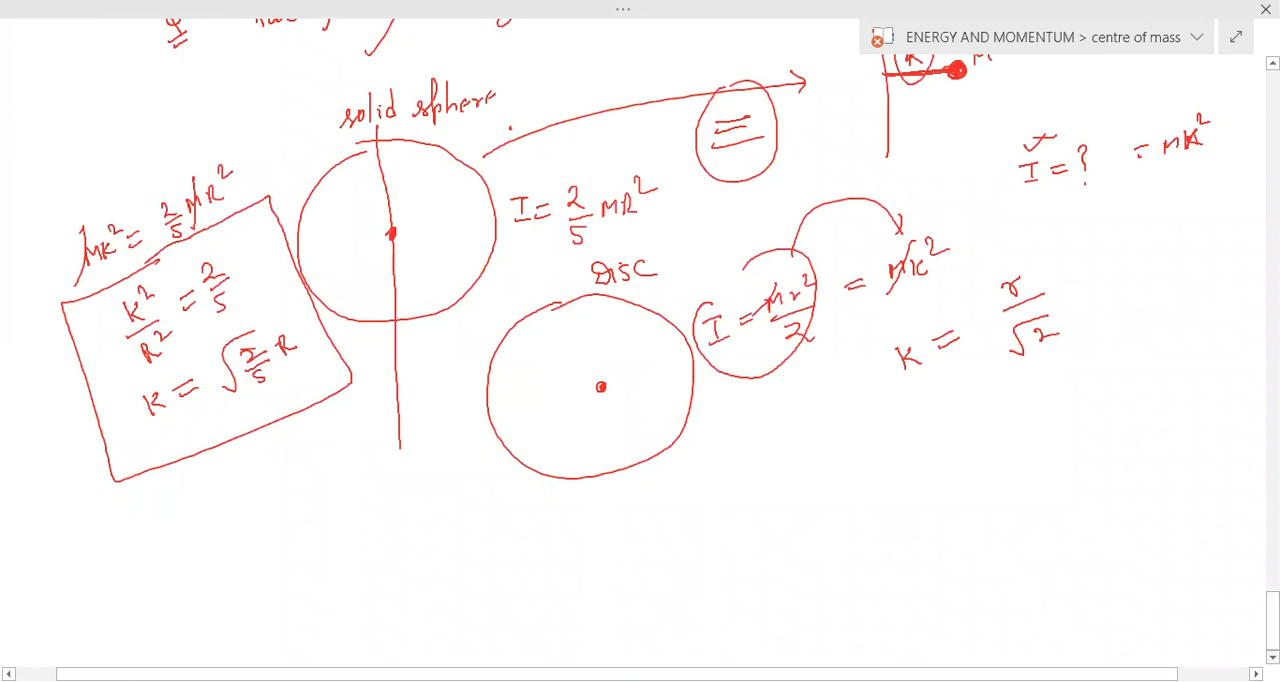 ENERGY AND MOMENTUM > centre of mass
K
M
solid sphere
I = ? = MK²
MK² = 2/5 MR²
I = 2/5 MR²
K²/R² = 2/5
K = √2/5 R
DISC
I = Mr²/2 = MK²
K = r/√2